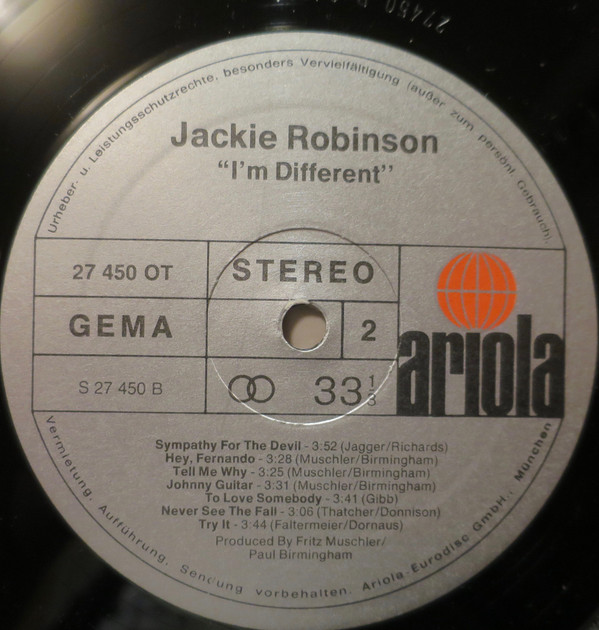 27450
Urheber- u. Leistungsschutzrechte, besonders Vervielfältigung (außer zum persönl. Gebrauch),
Jackie Robinson
“I'm Different”
27 450 OT
STEREO
GEMA
2
ariola
S 27 450 B
33 1/3
Sympathy For The Devil - 3:52 (Jagger/Richards)
Hey, Fernando - 3:28 (Muschler/Birmingham)
Tell Me Why - 3:25 (Muschler/Birmingham)
Johnny Guitar - 3:31 (Muschler/Birmingham)
To Love Somebody - 3:41 (Gibb)
Never See The Fall - 3:06 (Thatcher/Donnison)
Try It - 3:44 (Faltermeier/Dornaus)
Produced By Fritz Muschler/
Paul Birmingham
Vermietung, Aufführung, Sendung vorbehalten. Ariola-Eurodisc GmbH., München